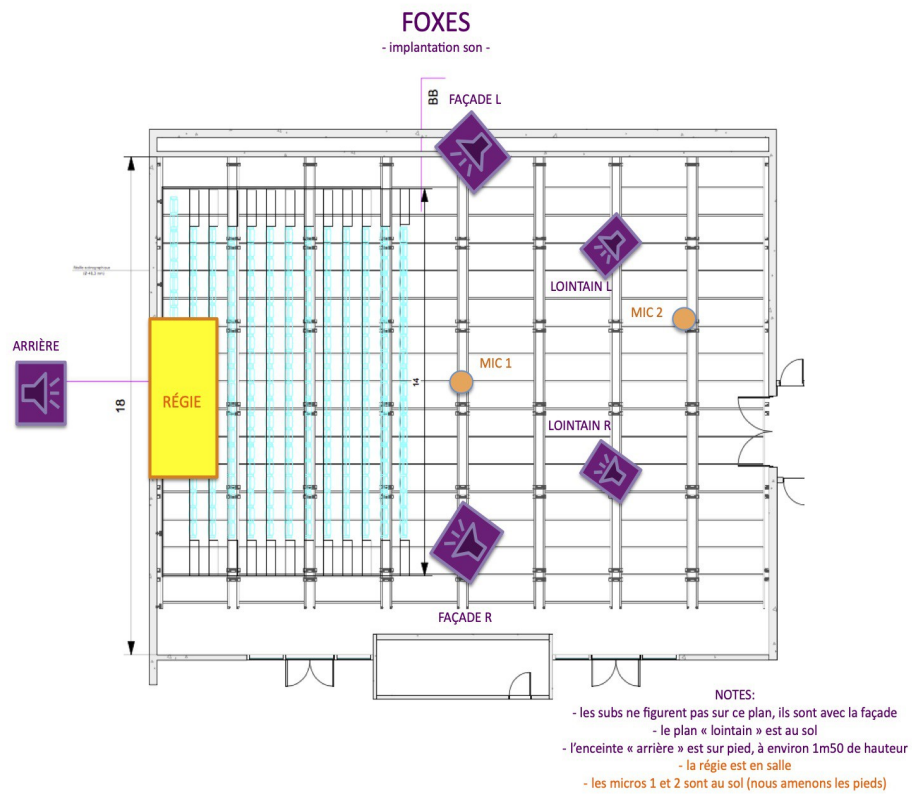 FOXES
- implantation son -
BB
FAÇADE L
LOINTAIN L
MIC 2
ARRIÈRE
MIC 1
14
18
RÉGIE
LOINTAIN R
FAÇADE R
NOTES:
- les subs ne figurent pas sur ce plan, ils sont avec la façade
- le plan « lointain » est au sol
- l'enceinte « arrière » est sur pied, à environ 1m50 de hauteur
- la régie est en salle
- les micros 1 et 2 sont au sol (nous amenons les pieds)